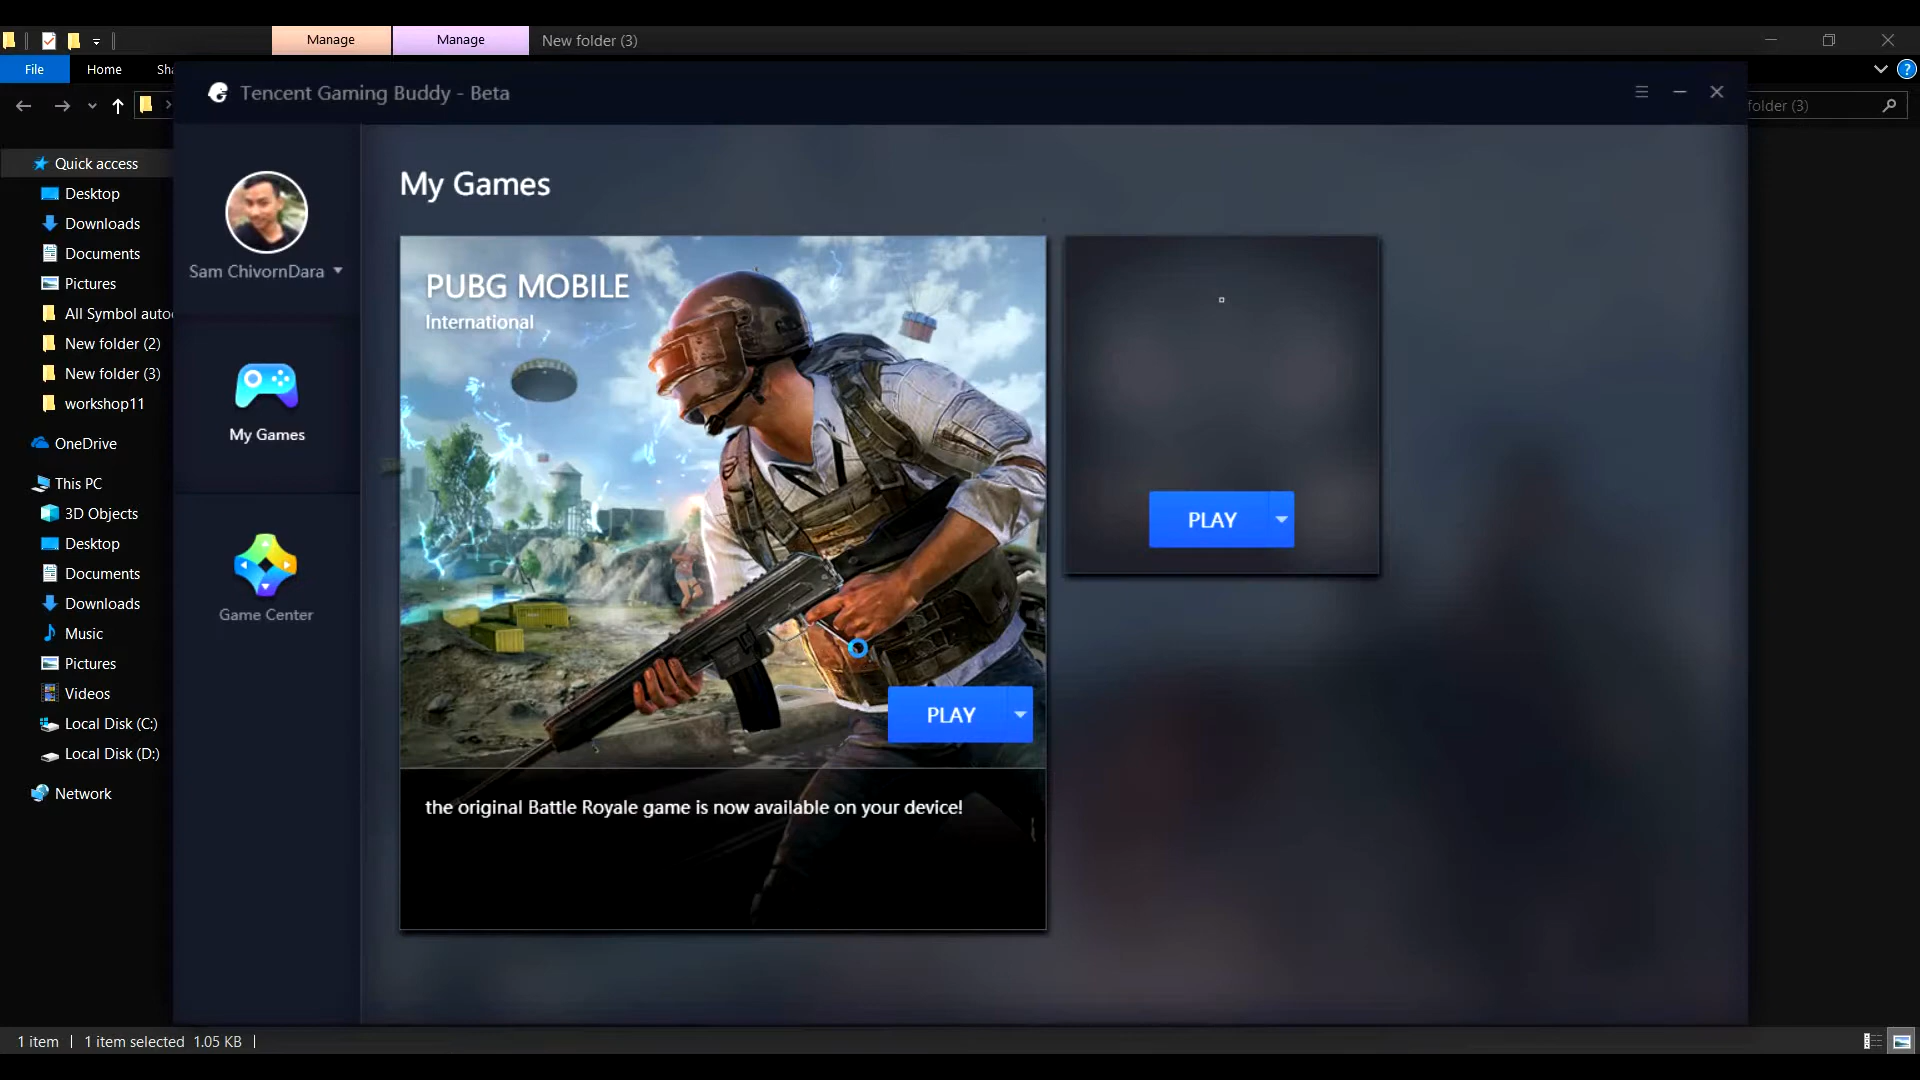 Manage
Manage
New folder (3)
File
Home
Sha
folder (3)
Tencent Gaming Buddy - Beta
Quick access
Desktop
Downloads
Documents
Pictures
All Symbol auto
New folder (2)
New folder (3)
workshop11
OneDrive
This PC
3D Objects
Desktop
Documents
Downloads
Music
Pictures
Videos
Local Disk (C:)
Local Disk (D:)
Network
Sam ChivornDara
My Games
Game Center
My Games
PUBG MOBILE
International
PLAY
the original Battle Royale game is now available on your device!
PLAY
1 item
1 item selected 1.05 KB